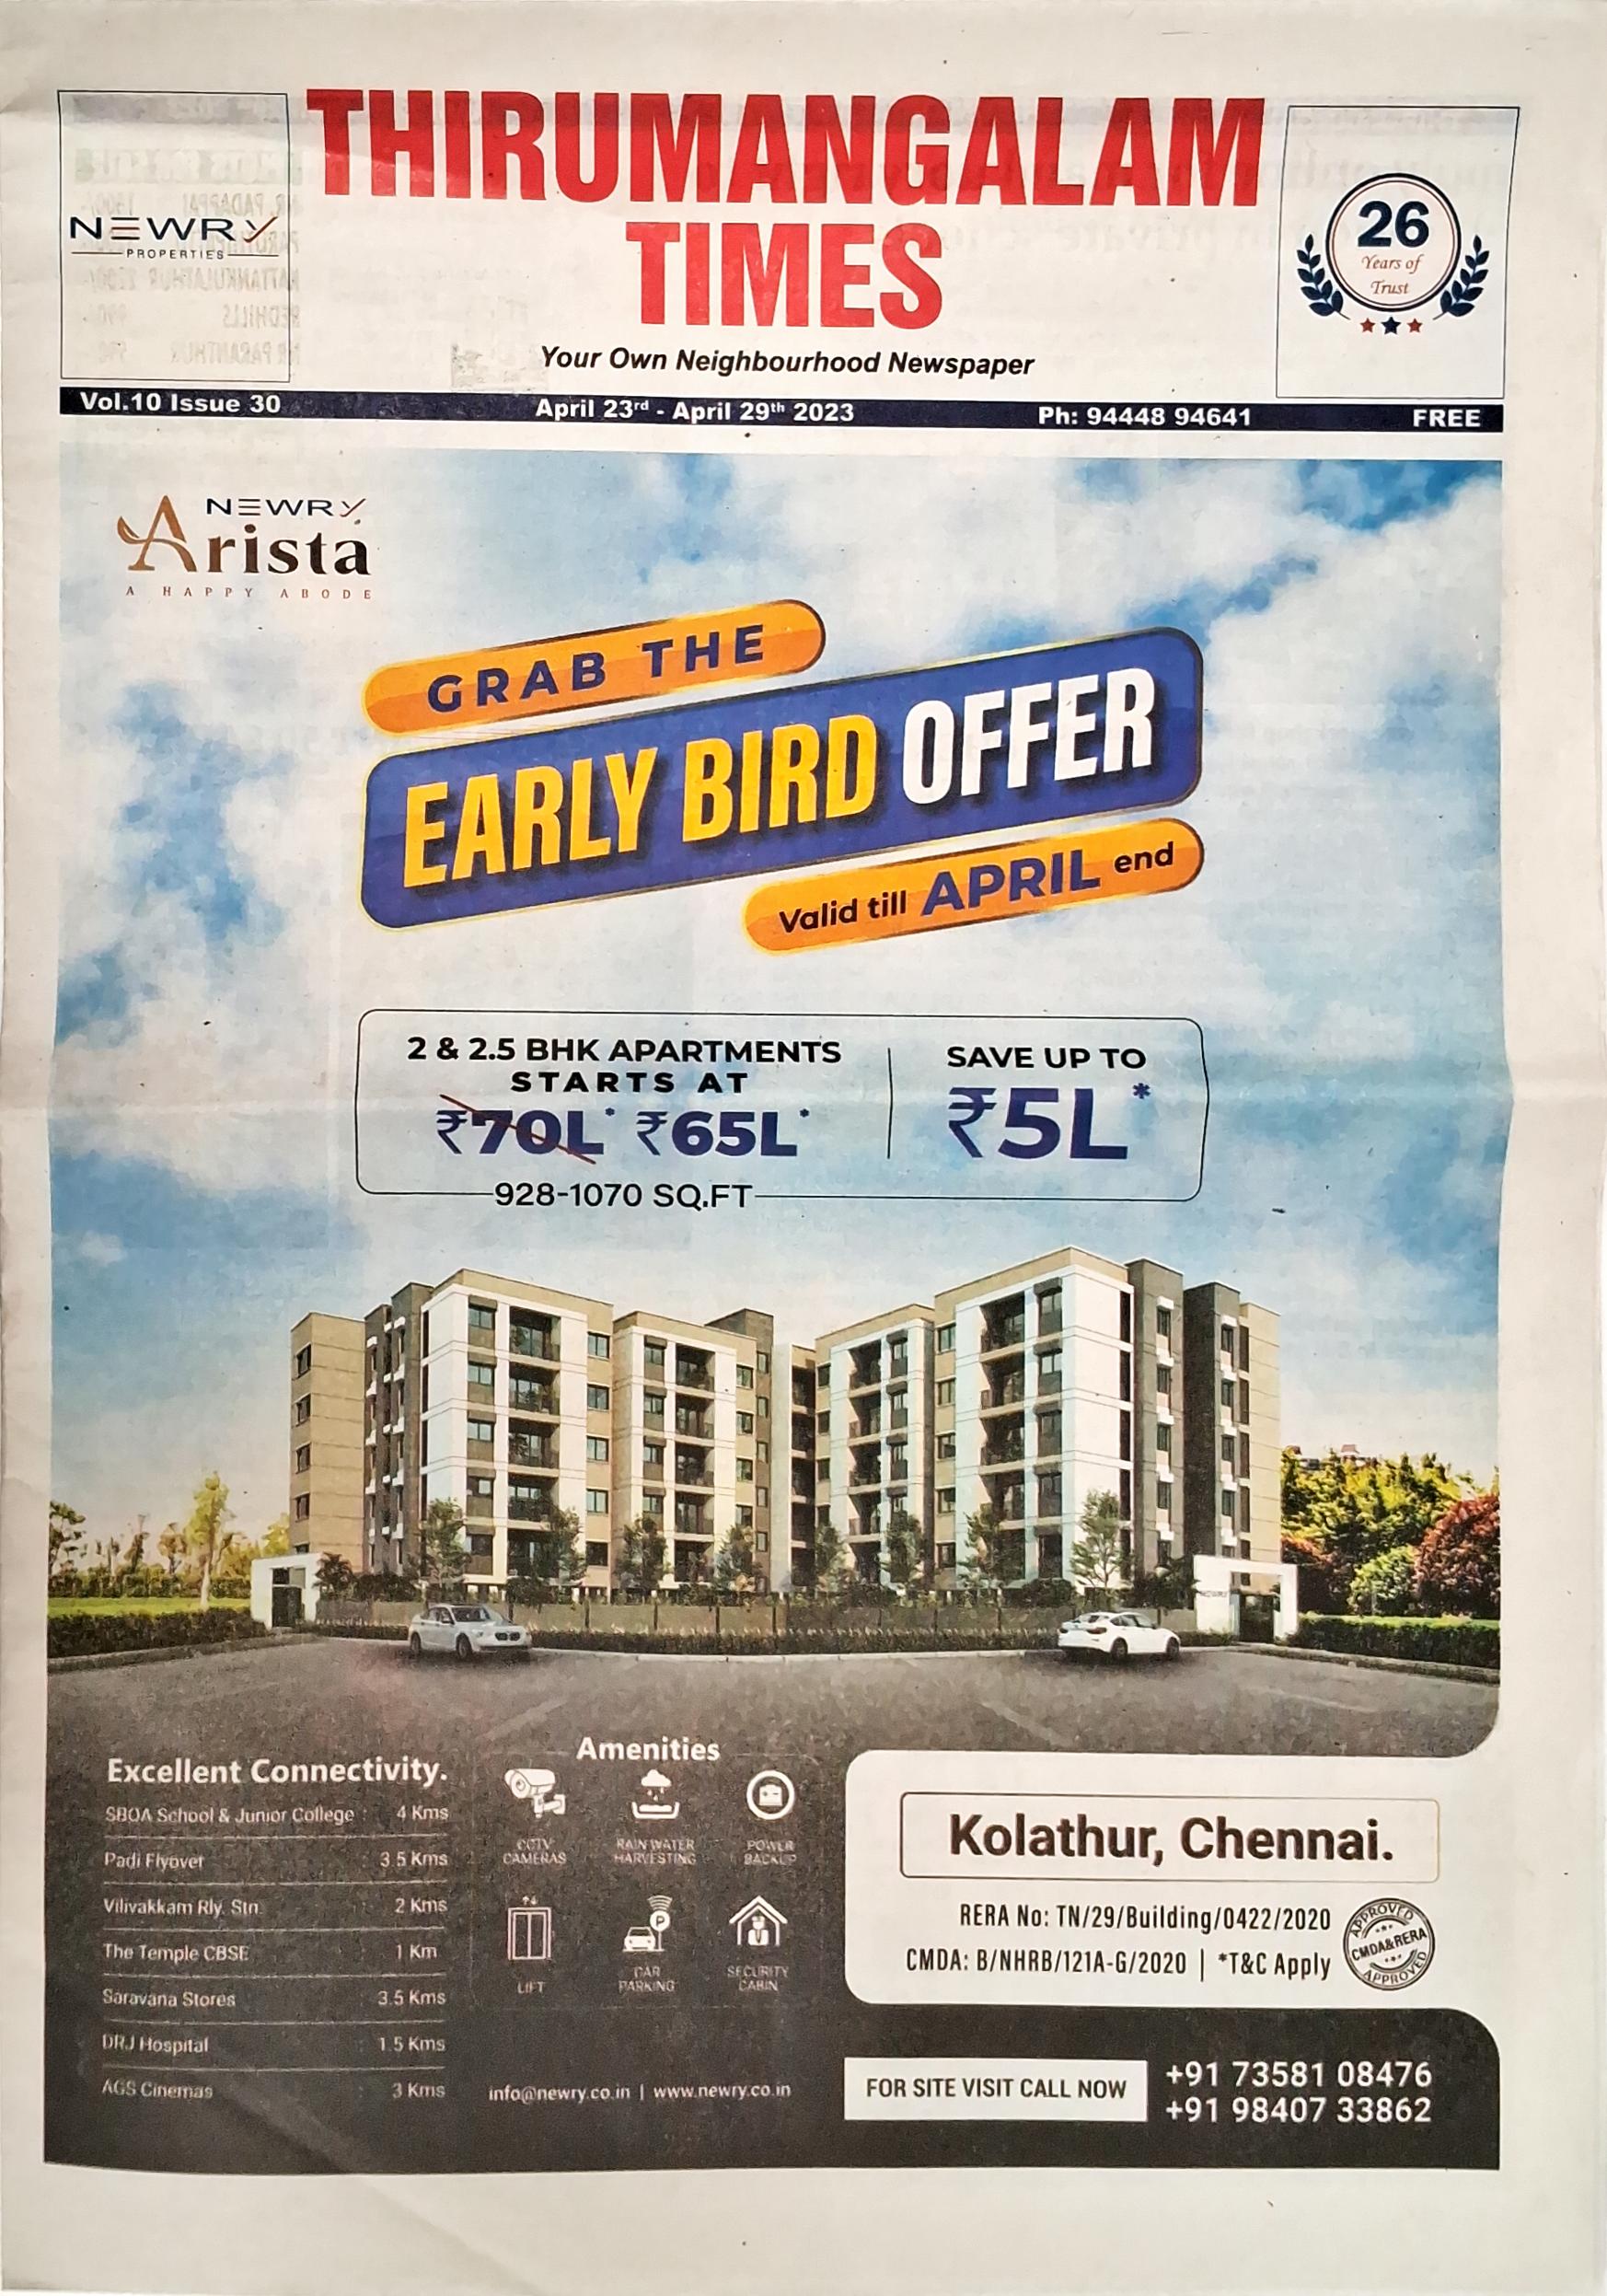 THIRUMANGALAM
TIMES
Your Own Neighbourhood Newspaper
NEWRY
PROPERTIES
26
Years of
Trust
Vol.10 Issue 30 April 23rd - April 29th 2023 Ph: 94448 94641 FREE
NEWRY
Arista
A HAPPY ABODE
GRAB THE
EARLY BIRD OFFER
Valid till APRIL end
2 & 2.5 BHK APARTMENTS
STARTS AT
₹70L* ₹65L*
928-1070 SQ.FT
SAVE UP TO
₹5L*
Excellent Connectivity.
SBOA School & Junior College : 4 Kms
Padi Flyover : 3.5 Kms
Vilivakkam Rly. Stn. : 2 Kms
The Temple CBSE : 1 Km
Saravana Stores : 3.5 Kms
DRJ Hospital : 1.5 Kms
AGS Cinemas : 3 Kms
Amenities
CCTV
CAMERAS
RAIN WATER
HARVESTING
POWER
BACKUP
LIFT
CAR
PARKING
SECURITY
CABIN
info@newry.co.in | www.newry.co.in
Kolathur, Chennai.
RERA No: TN/29/Building/0422/2020
CMDA: B/NHRB/121A-G/2020 | *T&C Apply
APPROVED
CMDA&RERA
APPROVED
FOR SITE VISIT CALL NOW
+91 73581 08476
+91 98407 33862